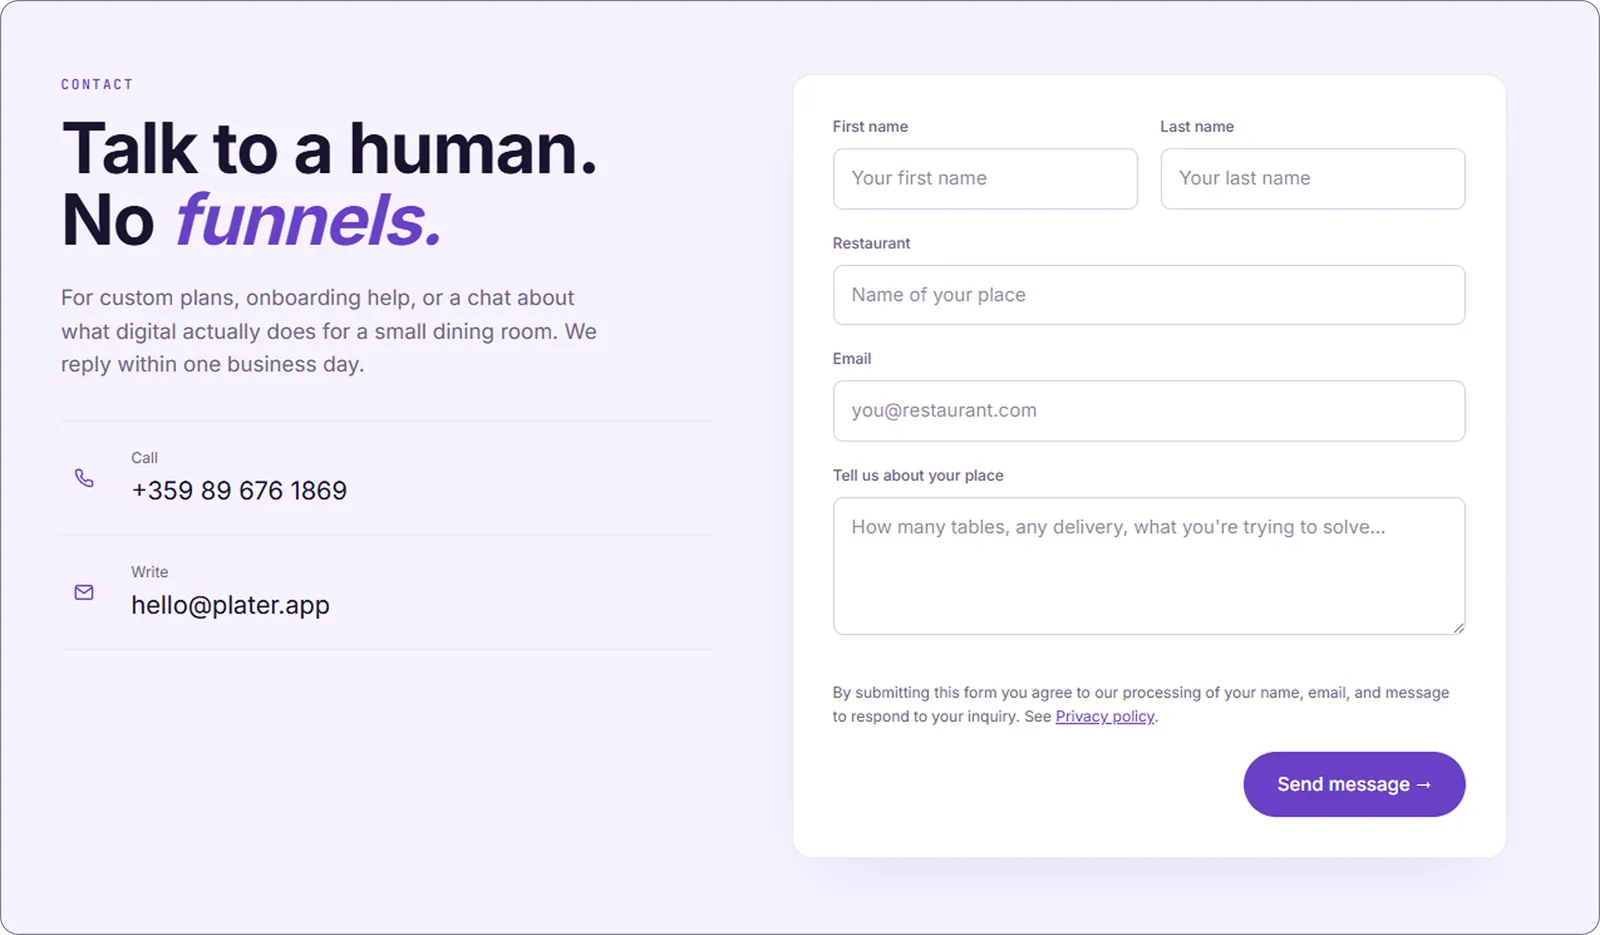 CONTACT
Talk to a human.
No funnels.
For custom plans, onboarding help, or a chat about
what digital actually does for a small dining room. We
reply within one business day.
Call
+359 89 676 1869
Write
hello@plater.app
First name
Last name
Your first name
Your last name
Restaurant
Name of your place
Email
you@restaurant.com
Tell us about your place
How many tables, any delivery, what you're trying to solve...
By submitting this form you agree to our processing of your name, email, and message
to respond to your inquiry. See Privacy policy.
Send message →